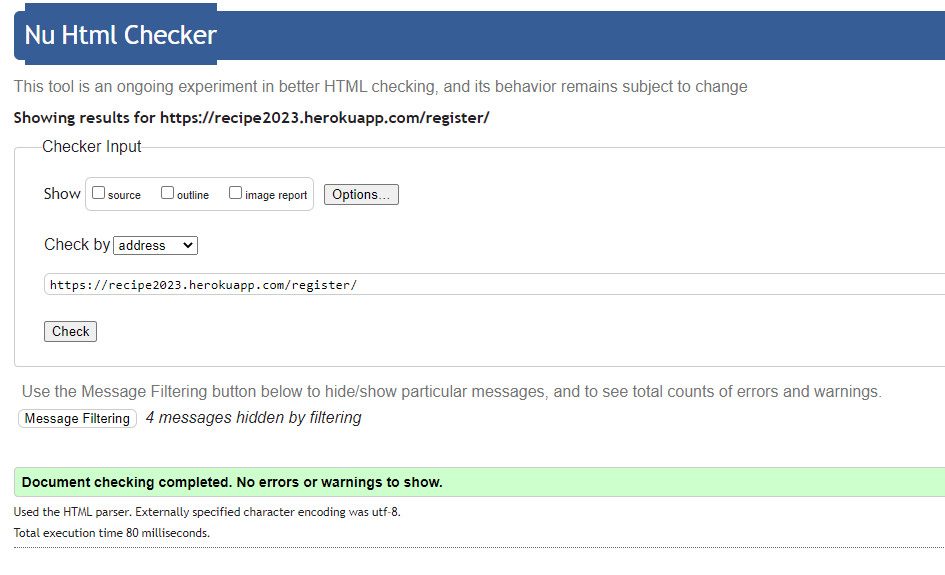 Nu Html Checker
This tool is an ongoing experiment in better HTML checking, and its behavior remains subject to change
Showing results for https://recipe2023.herokuapp.com/register/
Checker Input
Show source outline image report Options...
Check by address
https://recipe2023.herokuapp.com/register/
Check
Use the Message Filtering button below to hide/show particular messages, and to see total counts of errors and warnings.
Message Filtering 4 messages hidden by filtering
Document checking completed. No errors or warnings to show.
Used the HTML parser. Externally specified character encoding was utf-8.
Total execution time 80 milliseconds.